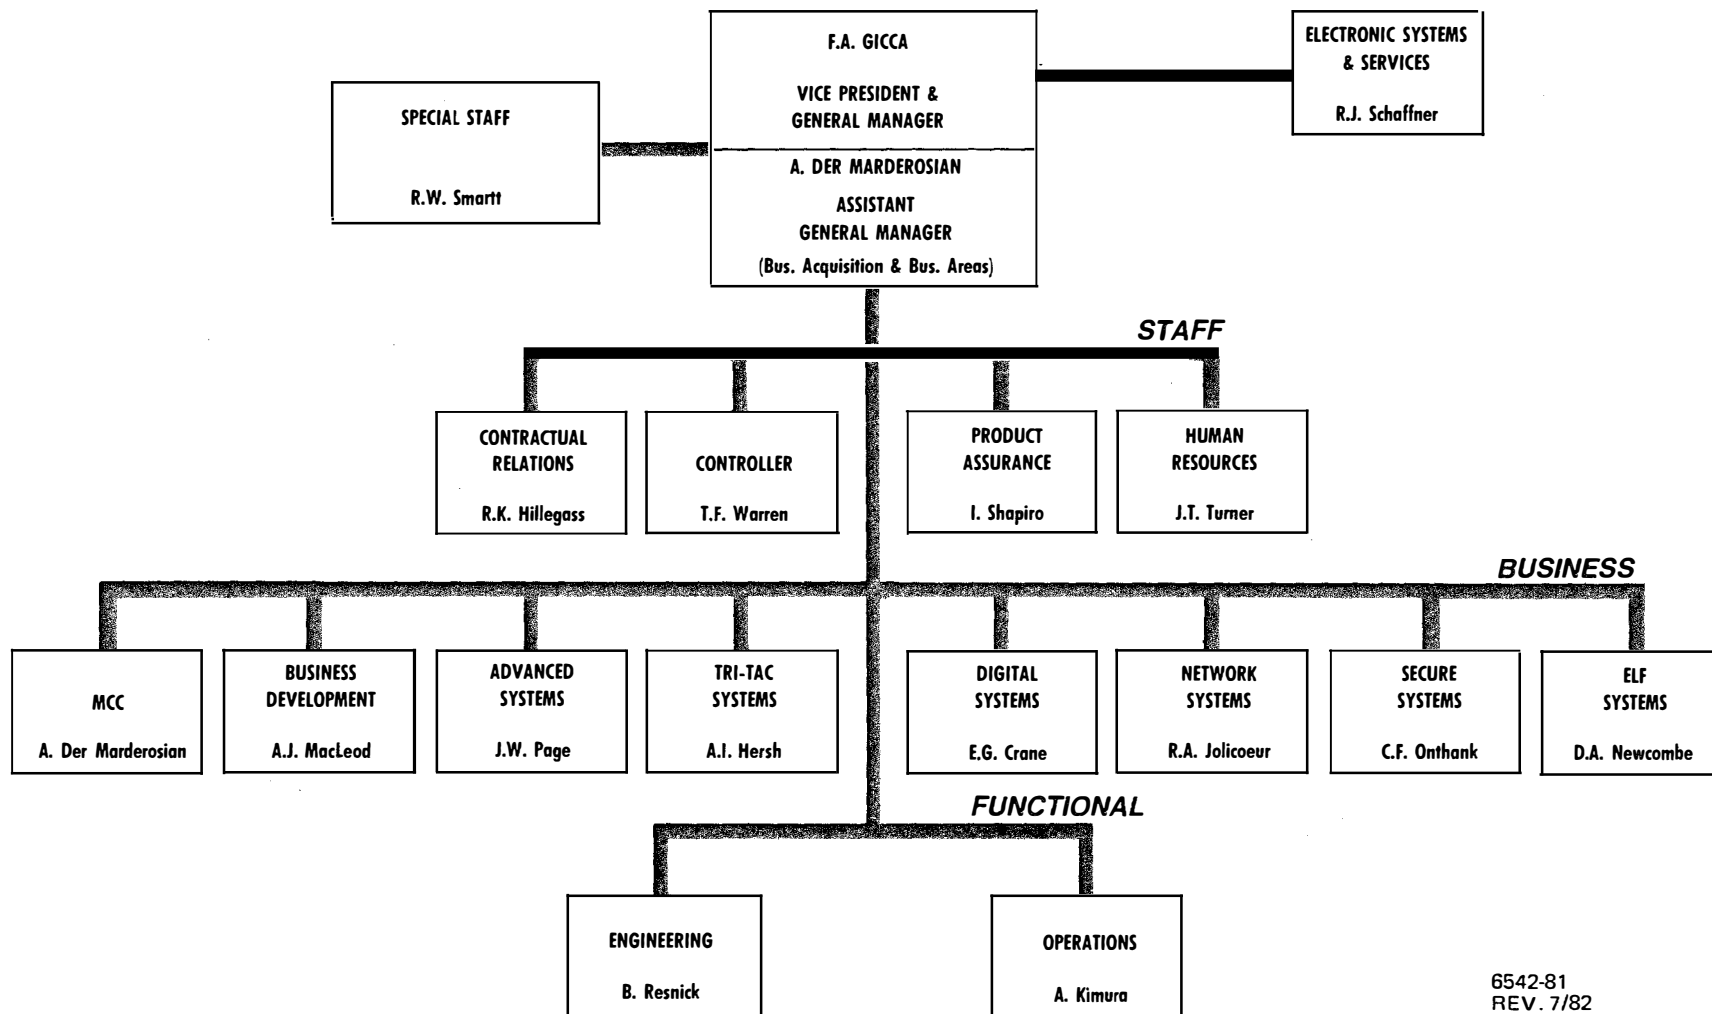 F.A. GICCA
VICE PRESIDENT &
GENERAL MANAGER
A. DER MARDEROSIAN
ASSISTANT
GENERAL MANAGER
(Bus. Acquisition & Bus. Areas)
ELECTRONIC SYSTEMS
& SERVICES
R.J. Schaffner
SPECIAL STAFF
R.W. Smartt
STAFF
CONTRACTUAL
RELATIONS
R.K. Hillegass
CONTROLLER
T.F. Warren
PRODUCT
ASSURANCE
I. Shapiro
HUMAN
RESOURCES
J.T. Turner
BUSINESS
MCC
A. Der Marderosian
BUSINESS
DEVELOPMENT
A.J. MacLeod
ADVANCED
SYSTEMS
J.W. Page
TRI-TAC
SYSTEMS
A.I. Hersh
DIGITAL
SYSTEMS
E.G. Crane
NETWORK
SYSTEMS
R.A. Jolicoeur
SECURE
SYSTEMS
C.F. Onthank
ELF
SYSTEMS
D.A. Newcombe
FUNCTIONAL
ENGINEERING
B. Resnick
OPERATIONS
A. Kimura
6542-81
REV. 7/82